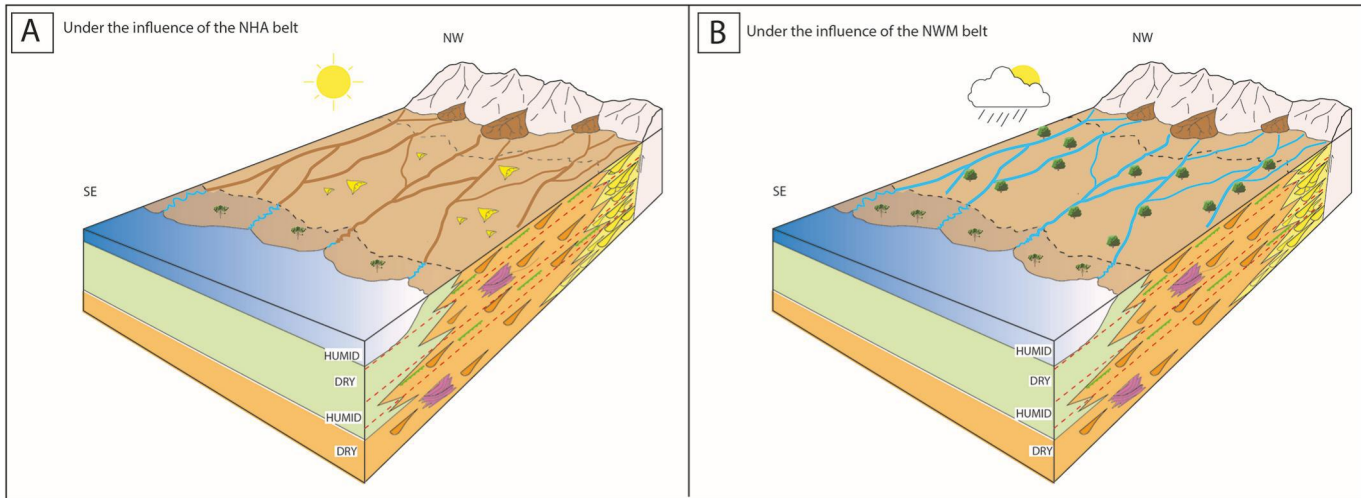 A
Under the influence of the NHA belt
NW
SE
HUMID
DRY
HUMID
DRY
B
Under the influence of the NWM belt
NW
SE
HUMID
DRY
HUMID
DRY